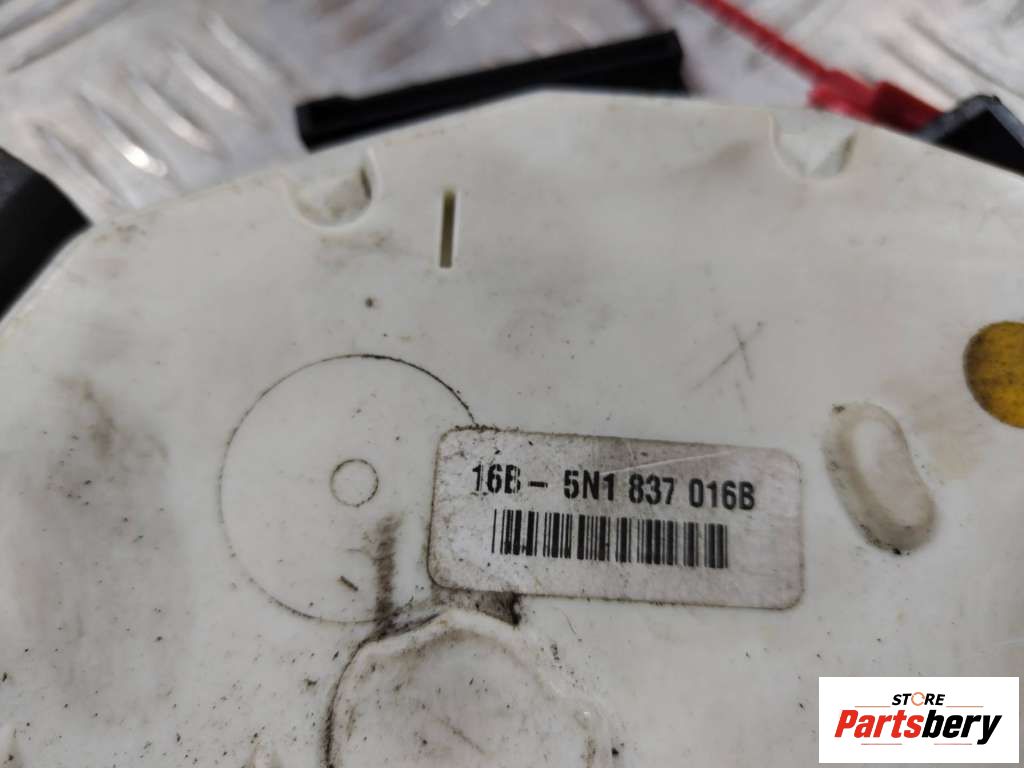 16B- 5N1 837 016B
STORE
Partsbery